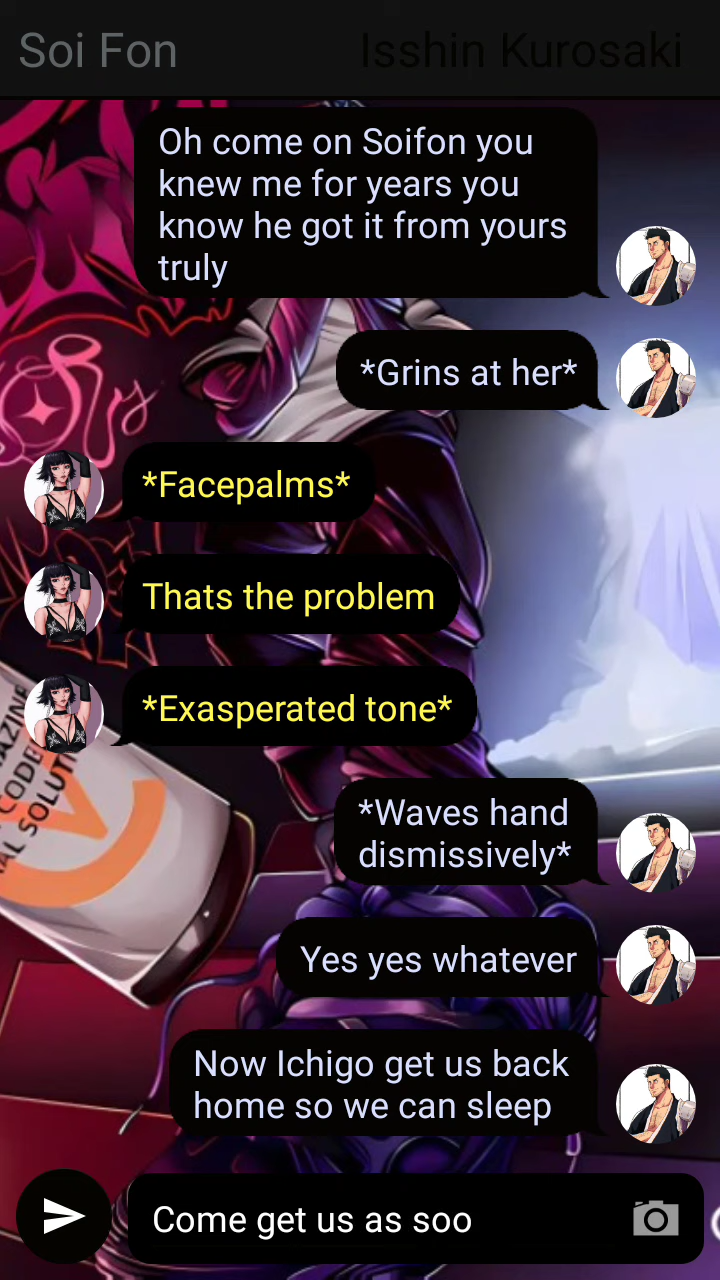 Soi Fon
Isshin Kurosaki
Oh come on Soifon you
knew me for years you
know he got it from yours
truly
*Grins at her*
*Facepalms*
Thats the problem
*Exasperated tone*
*Waves hand
dismissively*
Yes yes whatever
Now Ichigo get us back
home so we can sleep
Come get us as soo